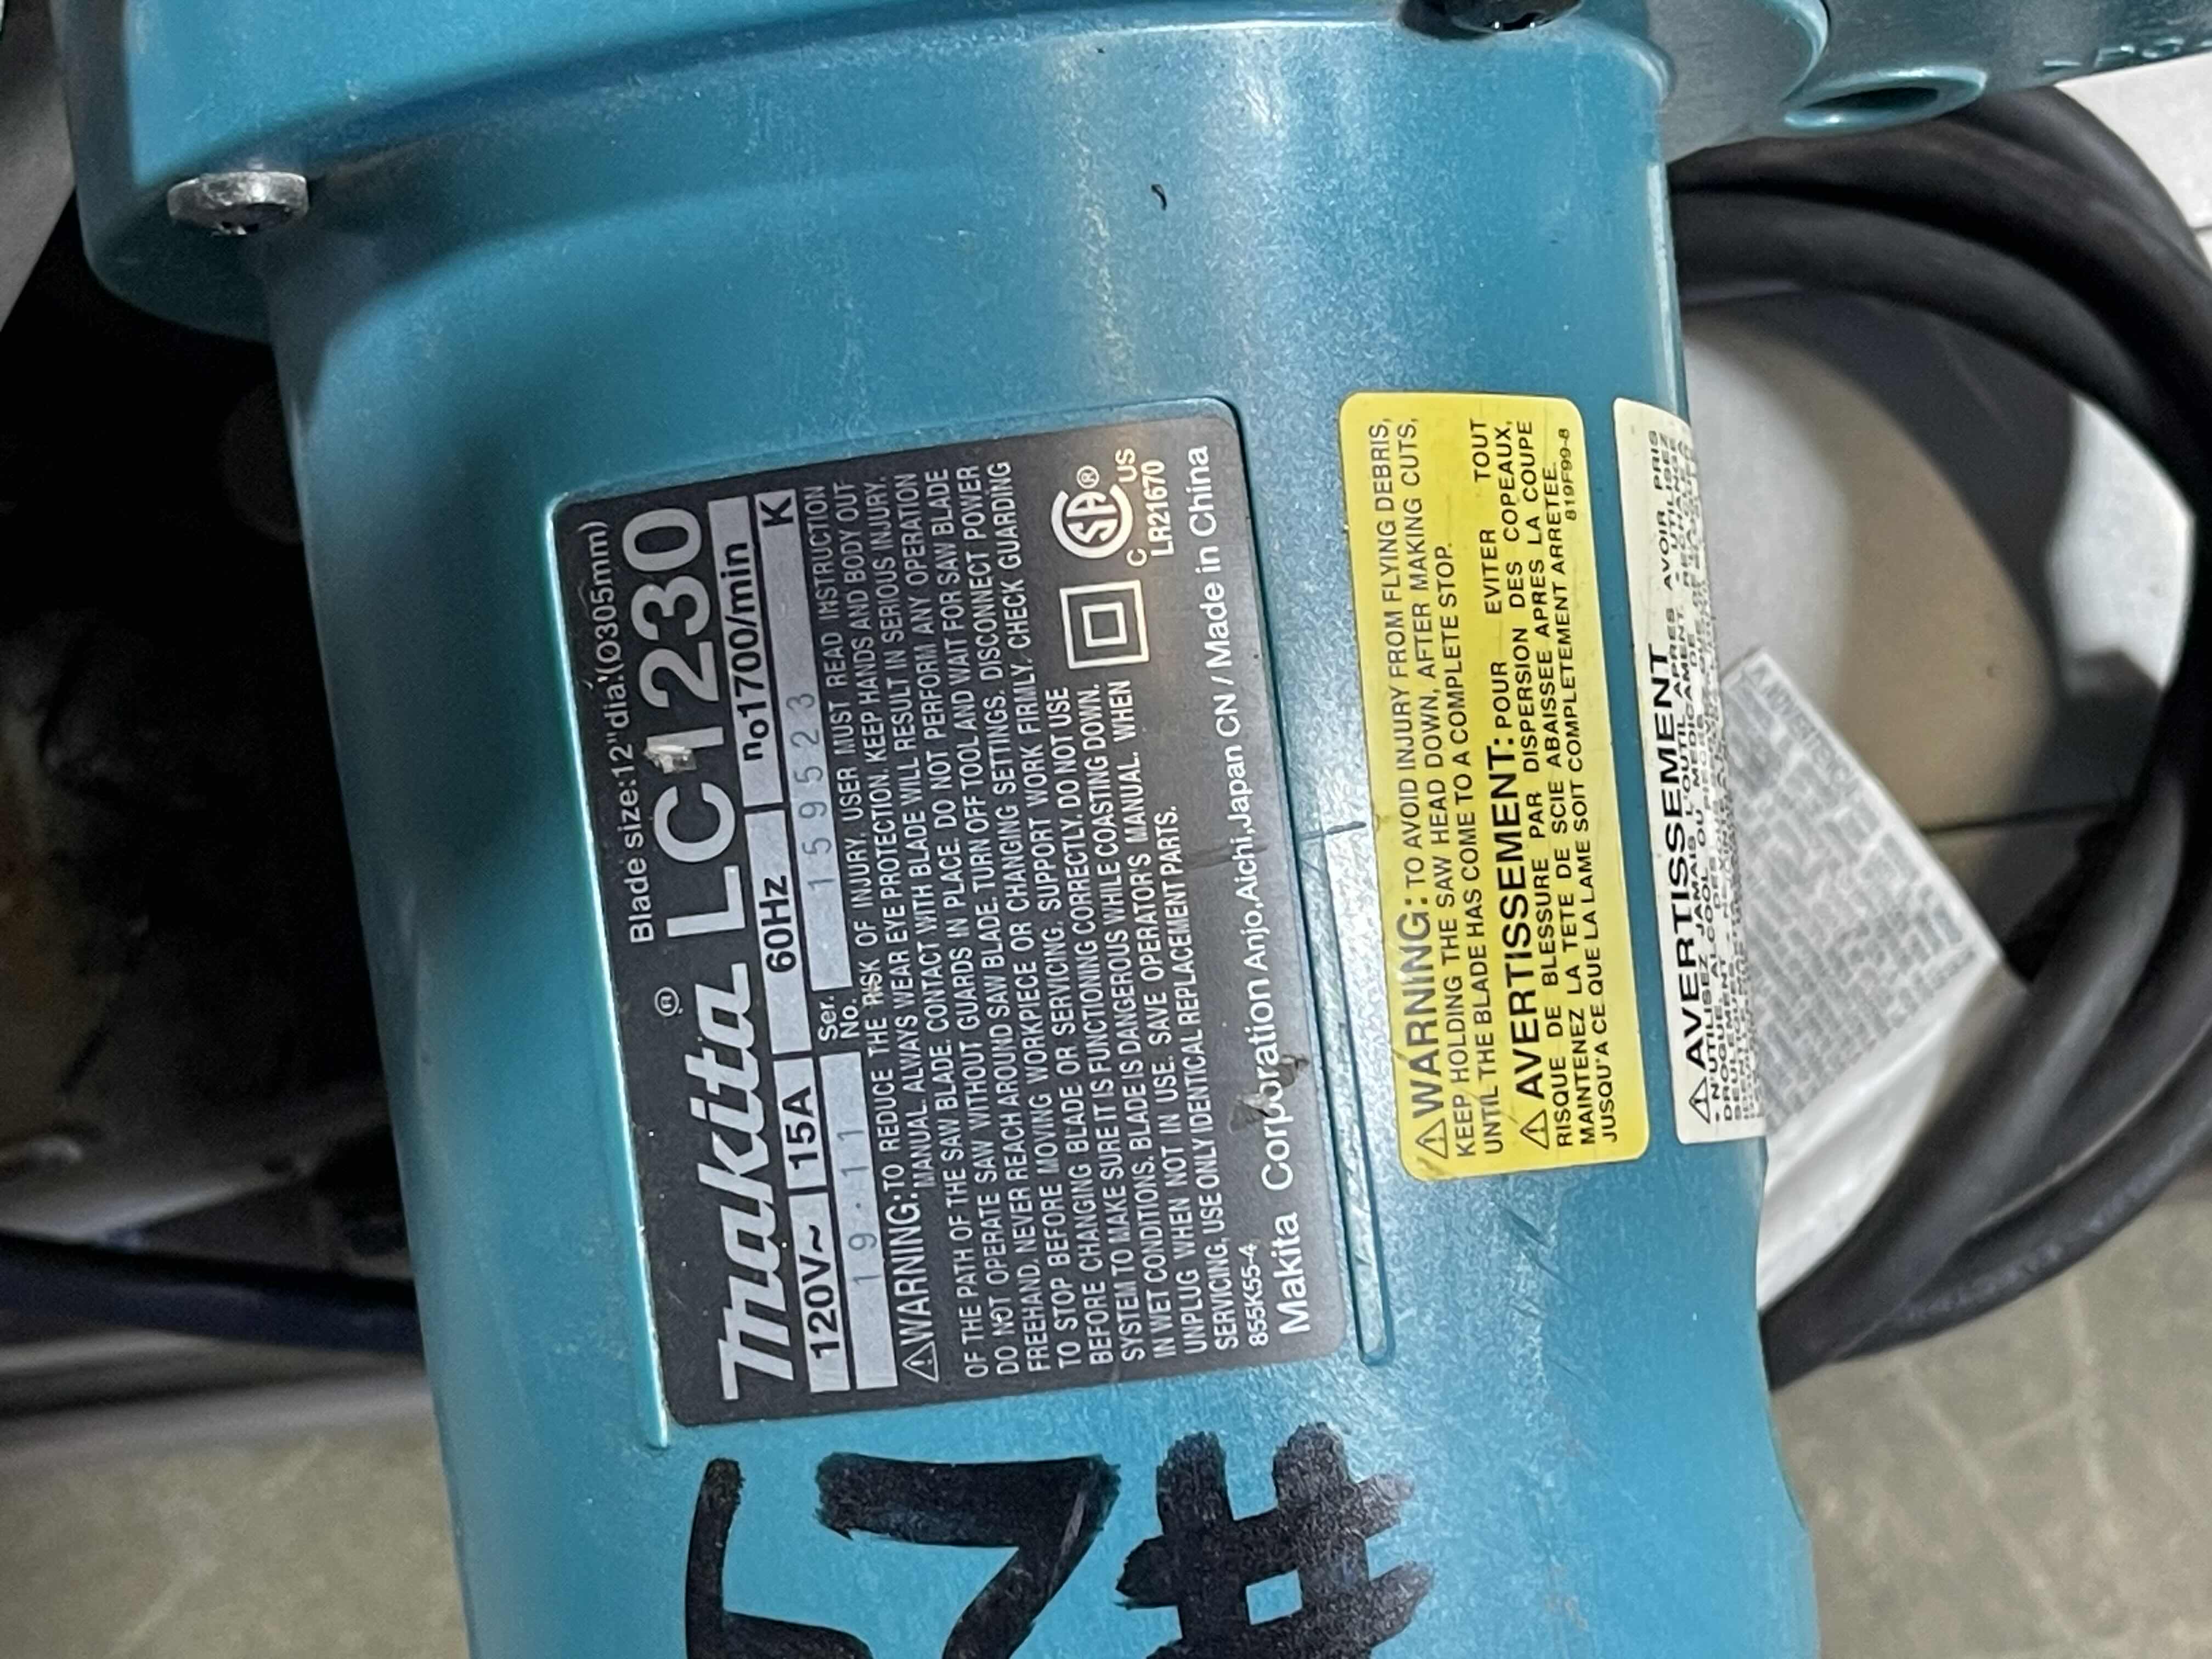 Blade size:12"dia.(Ø305mm)
makita® LC1230
120V~ 15A 60Hz n₀1700/min
19·11 Ser. No. 159523 K
⚠WARNING: TO REDUCE THE RISK OF INJURY, USER MUST READ INSTRUCTION
MANUAL. ALWAYS WEAR EYE PROTECTION. KEEP HANDS AND BODY OUT
OF THE PATH OF THE SAW BLADE. CONTACT WITH BLADE WILL RESULT IN SERIOUS INJURY.
DO NOT OPERATE SAW WITHOUT GUARDS IN PLACE. DO NOT PERFORM ANY OPERATION
FREEHAND. NEVER REACH AROUND SAW BLADE. TURN OFF TOOL AND WAIT FOR SAW BLADE
TO STOP BEFORE MOVING WORKPIECE OR CHANGING SETTINGS. DISCONNECT POWER
BEFORE CHANGING BLADE OR SERVICING. SUPPORT WORK FIRMLY. CHECK GUARDING
SYSTEM TO MAKE SURE IT IS FUNCTIONING CORRECTLY. DO NOT USE
IN WET CONDITIONS. BLADE IS DANGEROUS WHILE COASTING DOWN.
UNPLUG WHEN NOT IN USE. SAVE OPERATOR'S MANUAL. WHEN
SERVICING, USE ONLY IDENTICAL REPLACEMENT PARTS.
C SA® US
LR21670
855K55-4
Makita Corporation Anjo,Aichi,Japan CN / Made in China
⚠WARNING: TO AVOID INJURY FROM FLYING DEBRIS,
KEEP HOLDING THE SAW HEAD DOWN, AFTER MAKING CUTS,
UNTIL THE BLADE HAS COME TO A COMPLETE STOP.
⚠AVERTISSEMENT: POUR EVITER TOUT
RISQUE DE BLESSURE PAR DISPERSION DES COPEAUX,
MAINTENEZ LA TETE DE SCIE ABAISSEE APRES LA COUPE
JUSQU'A CE QUE LA LAME SOIT COMPLETEMENT ARRETEE.
819F99-8
⚠AVERTISSEMENT
• N'UTILISEZ JAMAIS L'OUTIL APRES AVOIR PRIS
#